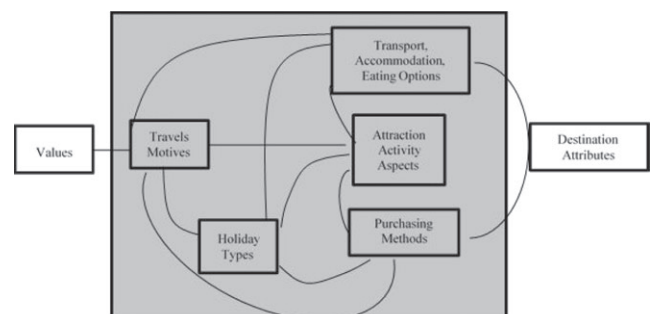 Transport,
Accommodation,
Eating Options
Values
Travels
Motives
Attraction
Activity
Aspects
Destination
Attributes
Holiday
Types
Purchasing
Methods